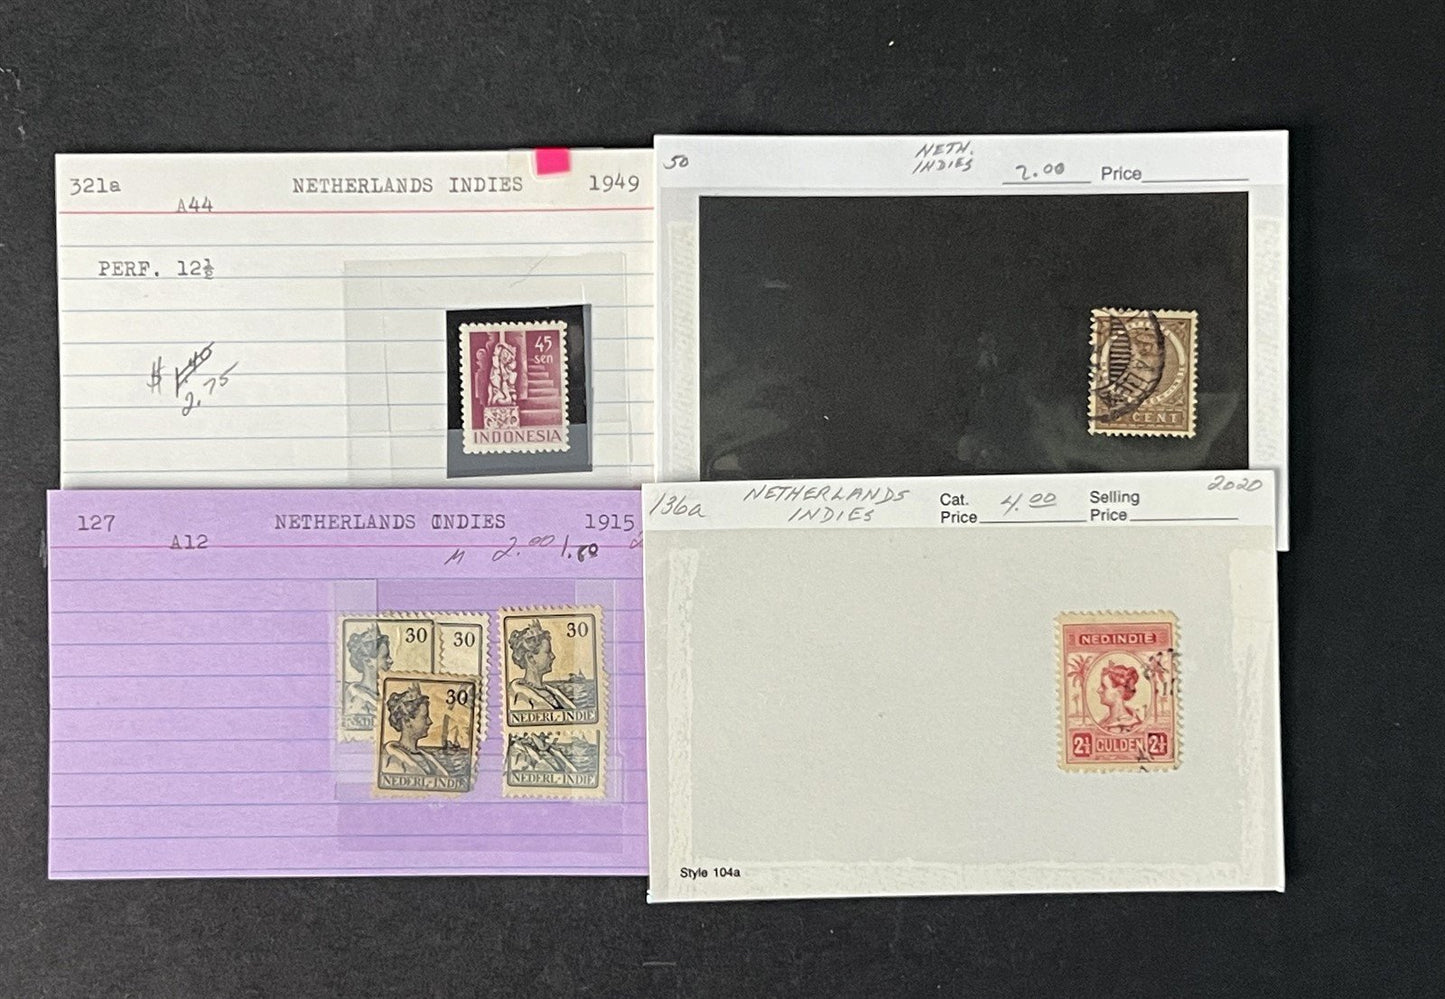 321a NETHERLANDS INDIES 1949
A44
PERF. 12½
$ 1.40
2.75
45
sen
INDONESIA
50 NETH. INDIES 2.00 Price
CENT
127 NETHERLANDS INDIES 1915
A12
M 2.00 1.60
30
30
30
NEDERL-INDIE
30
NEDERL-INDIE
136a NETHERLANDS INDIES Cat. Price 4.00 Selling Price 2020
NED INDIE
2½ GULDEN 2½
Style 104a